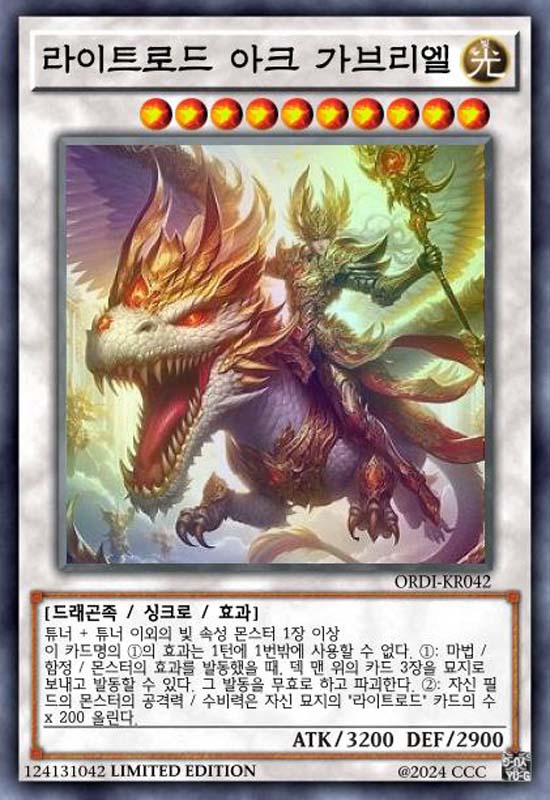 라이트로드 아크 가브리엘
빛
光
ORDI-KR042
[드래곤족 / 싱크로 / 효과]
튜너 + 튜너 이외의 빛 속성 몬스터 1장 이상
이 카드명의 ①의 효과는 1턴에 1번밖에 사용할 수 없다. ①: 마법 /
함정 / 몬스터의 효과를 발동했을 때, 덱 맨 위의 카드 3장을 묘지로
보내고 발동할 수 있다. 그 발동을 무효로 하고 파괴한다. ②: 자신 필
드의 몬스터의 공격력 / 수비력은 자신 묘지의 "라이트로드" 카드의 수
x 200 올린다.
ATK/3200 DEF/2900
124131042 LIMITED EDITION
@2024 CCC